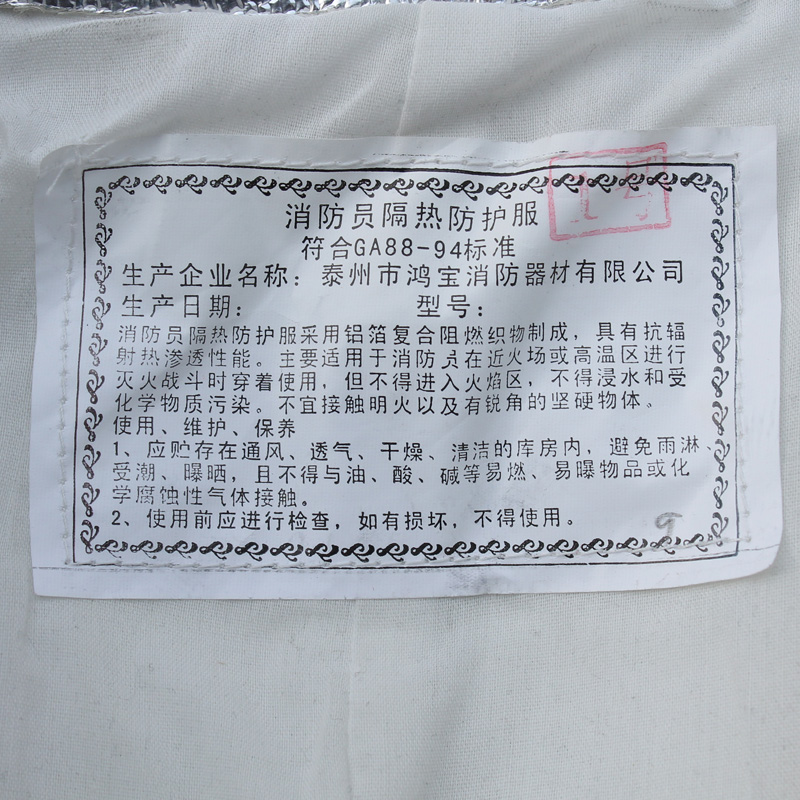 消防员隔热防护服
符合GA88-94标准
生产企业名称：泰州市鸿宝消防器材有限公司
生产日期：　　　型号：
消防员隔热防护服采用铝箔复合阻燃织物制成，具有抗辐
射热渗透性能。主要适用于消防员在近火场或高温区进行
灭火战斗时穿着使用，但不得进入火焰区，不得浸水和受
化学物质污染。不宜接触明火以及有锐角的坚硬物体。
使用、维护、保养
1、应贮存在通风、透气、干燥、清洁的库房内，避免雨淋、
受潮、曝晒，且不得与油、酸、碱等易燃、易曝物品或化
学腐蚀性气体接触。
2、使用前应进行检查，如有损坏，不得使用。